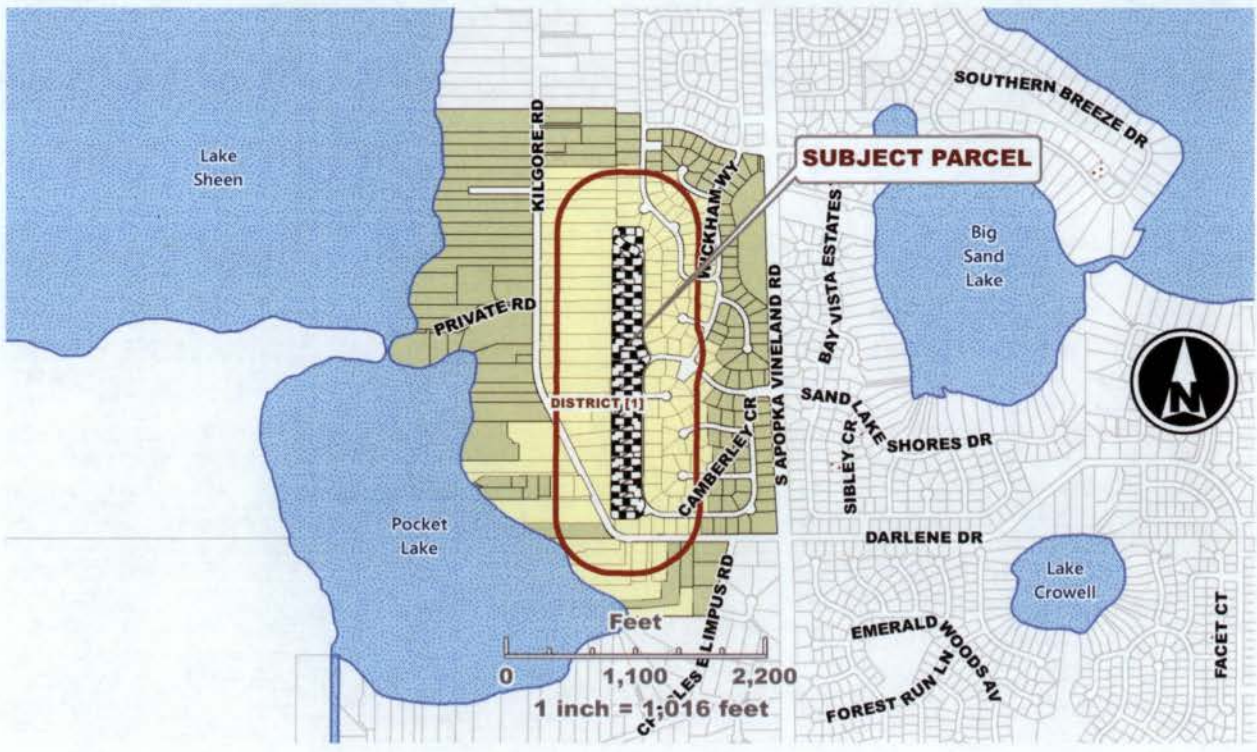 SOUTHERN BREEZE DR
Lake
Sheen
KILGORE RD
SUBJECT PARCEL
WICKHAM WY
BAY VISTA ESTATES
Big
Sand
Lake
PRIVATE RD
S APOPKA VINELAND RD
N
DISTRICT [1]
SAND LAKE SHORES DR
CAMBERLEY CR
SIBLEY CR
Pocket
Lake
DARLENE DR
Lake
Crowell
CHARLES E LIMPUS RD
Feet
0 1,100 2,200
1 inch = 1,016 feet
EMERALD WOODS AV
FOREST RUN LN
FACET CT